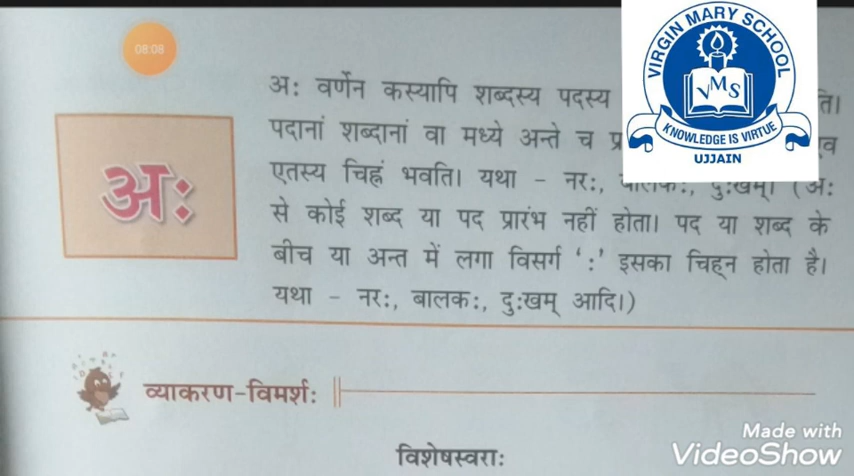 08:08
VIRGIN MARY SCHOOL
VMS
KNOWLEDGE IS VIRTUE
UJJAIN
अः वर्णेन कस्यापि शब्दस्य पदस्य ति।
पदानां शब्दानां वा मध्ये अन्ते च
एतस्य चिह्नं भवति। यथा - नरः, बालकः, दुःखम्। (अः
से कोई शब्द या पद प्रारंभ नहीं होता। पद या शब्द के
बीच या अन्त में लगा विसर्ग ‘:’ इसका चिह्न होता है।
यथा - नरः, बालकः, दुःखम् आदि।)
अः
व्याकरण-विमर्शः
विशेषस्वराः
Made with
VideoShow